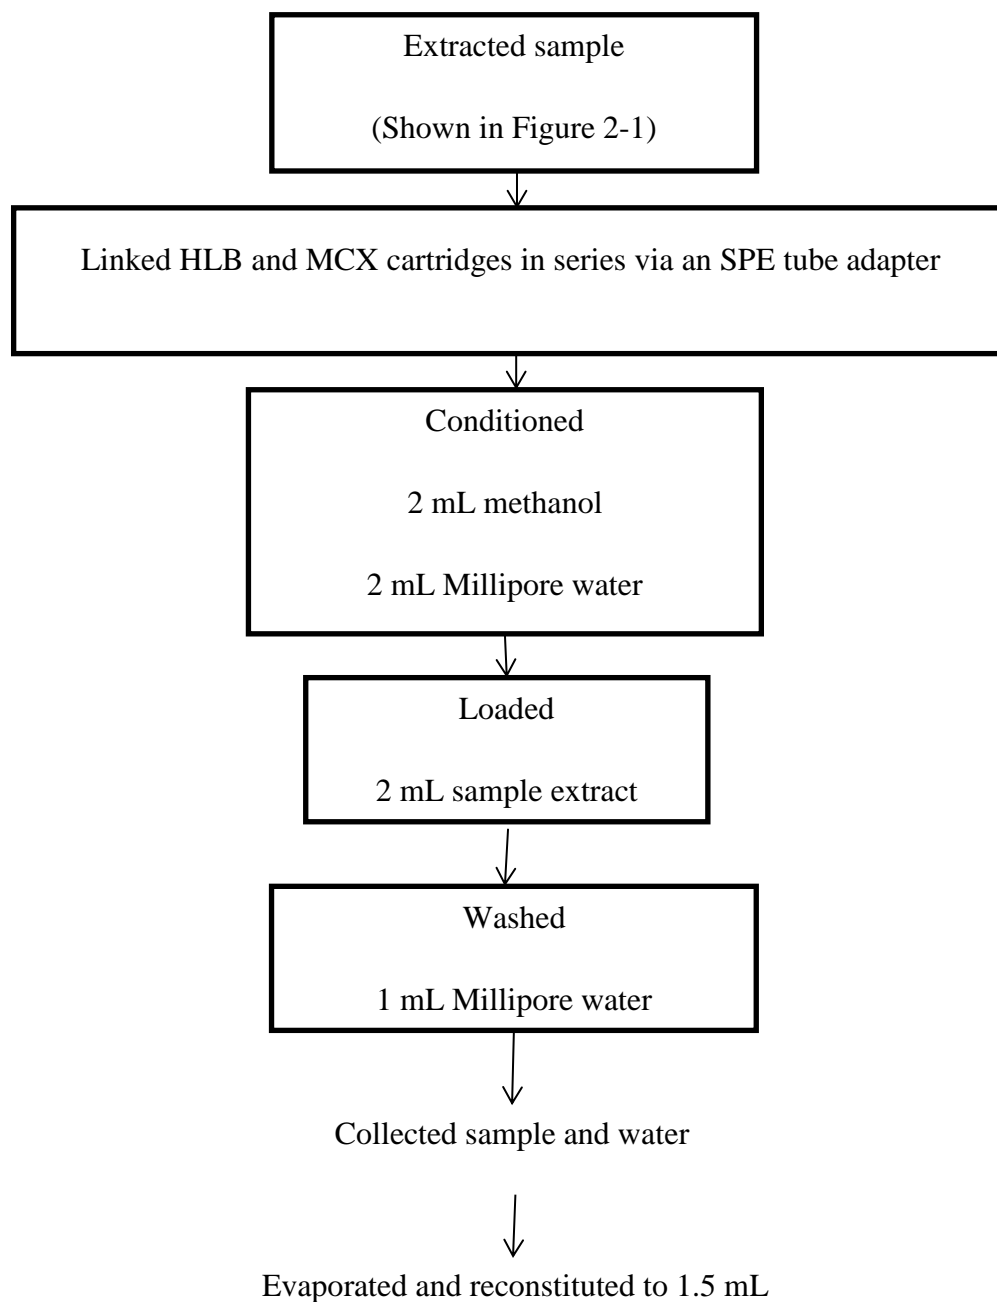 Extracted sample
(Shown in Figure 2-1)
Linked HLB and MCX cartridges in series via an SPE tube adapter
Conditioned
2 mL methanol
2 mL Millipore water
Loaded
2 mL sample extract
Washed
1 mL Millipore water
Collected sample and water
Evaporated and reconstituted to 1.5 mL